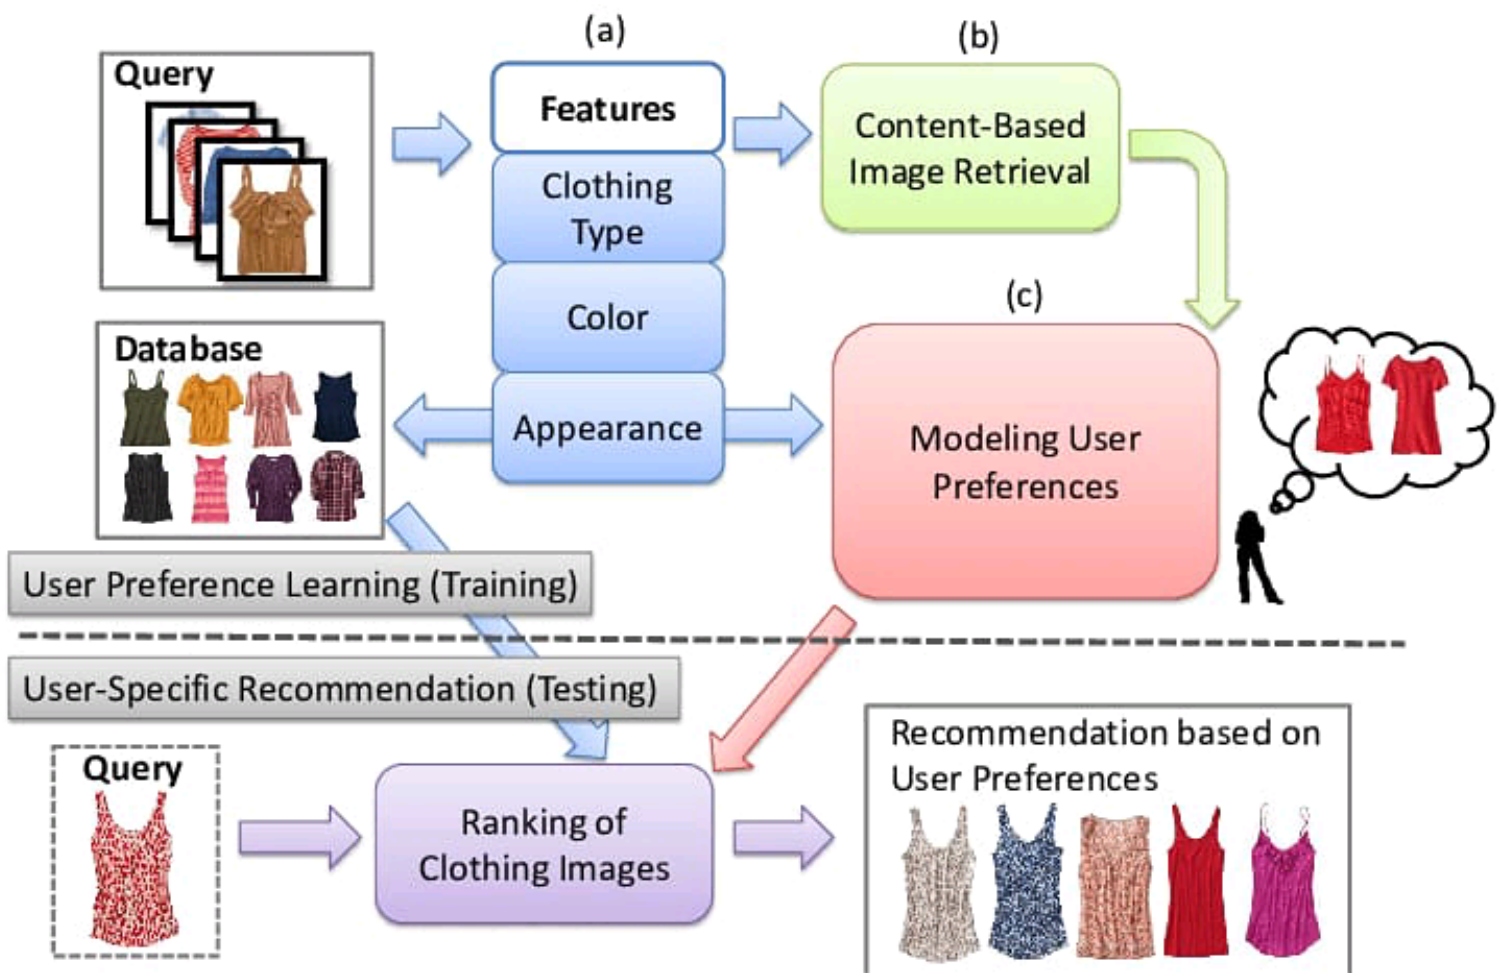 (a)
(b)
Query
Features
Content-Based
Image Retrieval
Clothing
Type
Color
(c)
Database
Appearance
Modeling User
Preferences
User Preference Learning (Training)
User-Specific Recommendation (Testing)
Query
Ranking of
Clothing Images
Recommendation based on
User Preferences